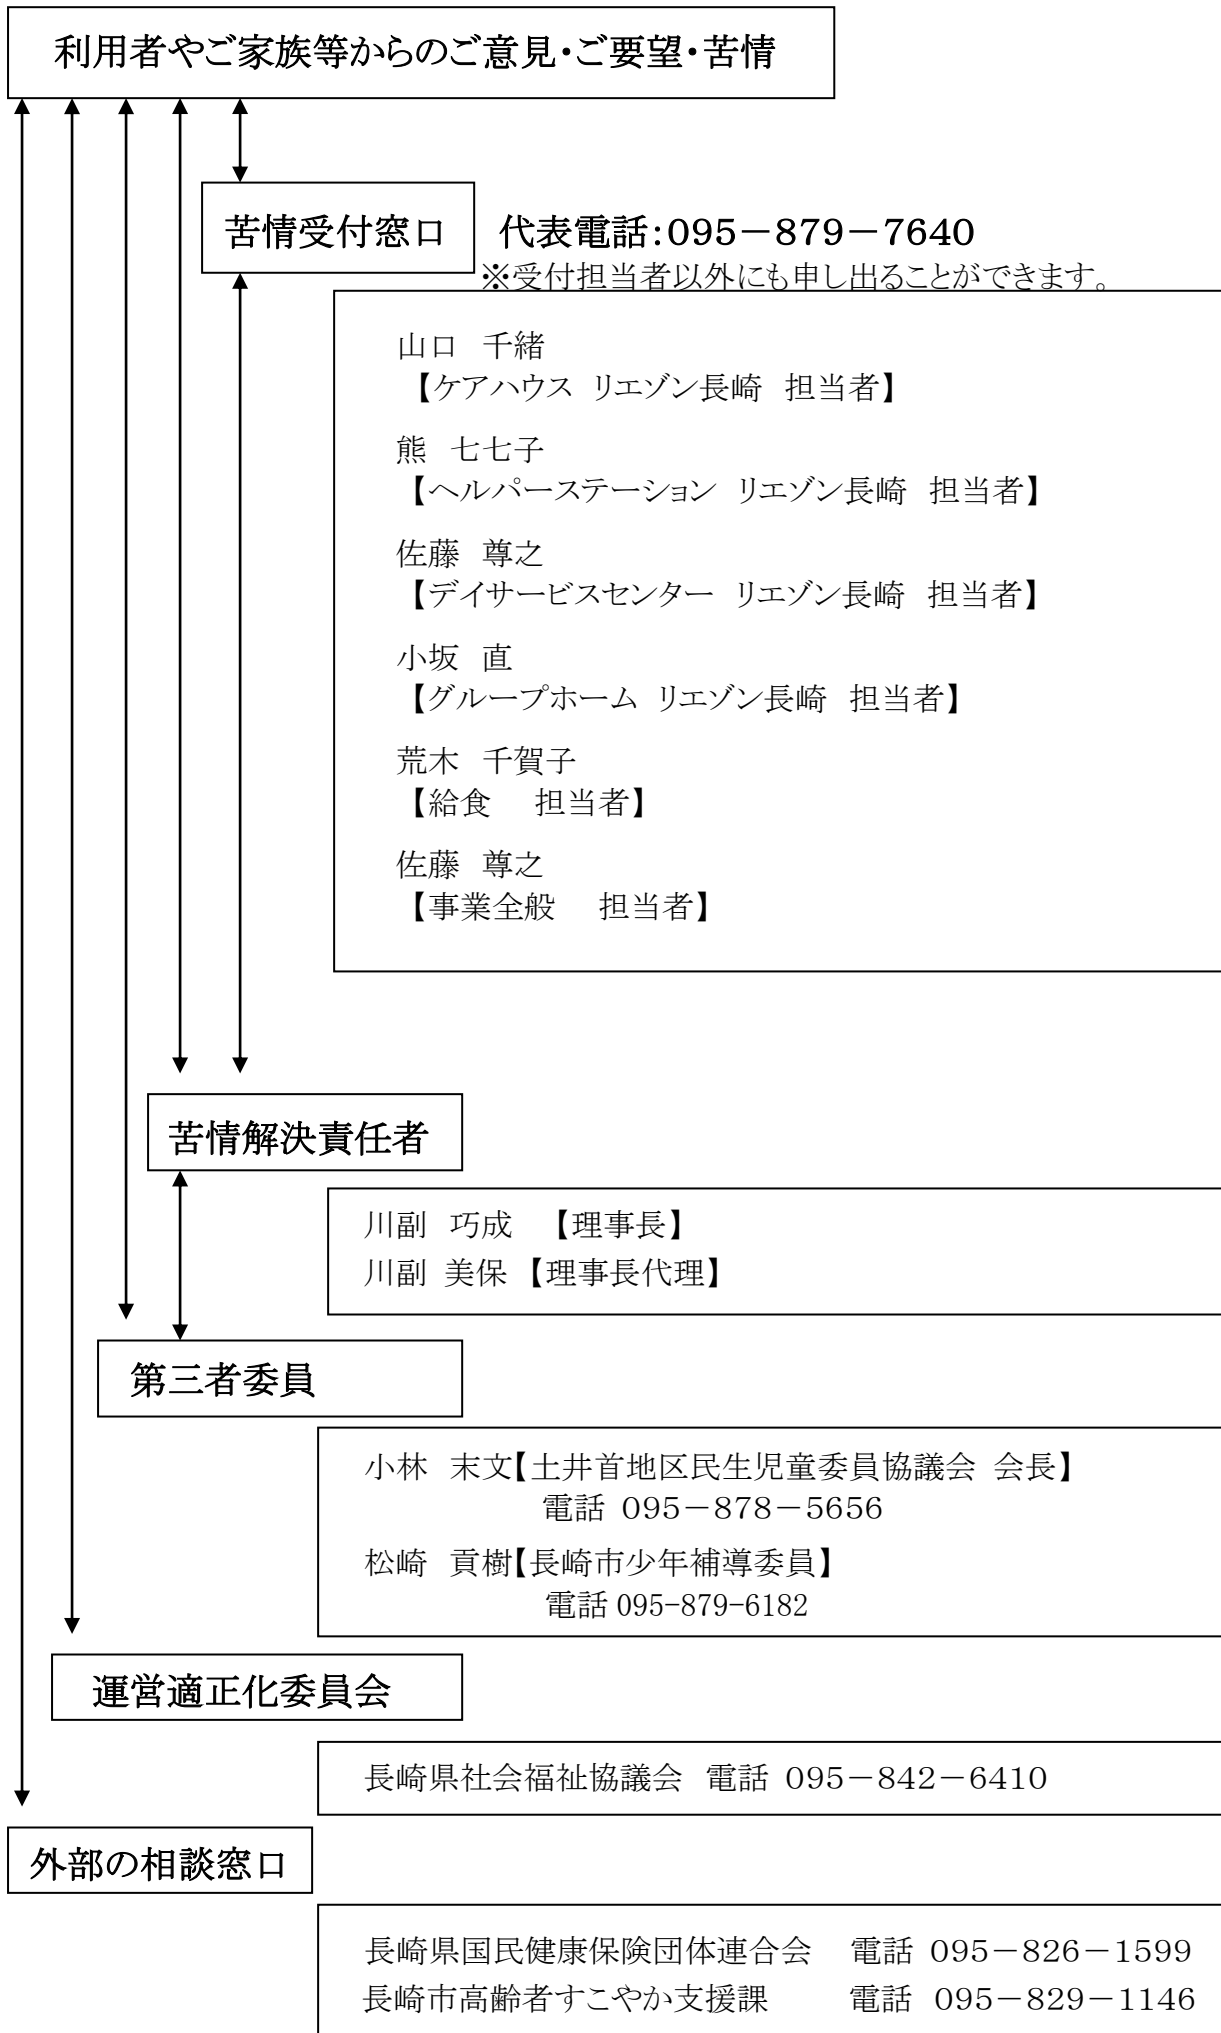 利用者やご家族等からのご意見・ご要望・苦情
苦情受付窓口
代表電話:095－879－7640
※受付担当者以外にも申し出ることができます。
山口　千緒
【ケアハウス リエゾン長崎 担当者】
熊　七七子
【ヘルパーステーション リエゾン長崎 担当者】
佐藤　尊之
【デイサービスセンター リエゾン長崎 担当者】
小坂　直
【グループホーム リエゾン長崎 担当者】
荒木　千賀子
【給食　担当者】
佐藤　尊之
【事業全般　担当者】
苦情解決責任者
川副　巧成　【理事長】
川副 美保 【理事長代理】
第三者委員
小林　末文【土井首地区民生児童委員協議会 会長】
電話 095－878－5656
松崎　貢樹【長崎市少年補導委員】
電話 095-879-6182
運営適正化委員会
長崎県社会福祉協議会 電話 095－842－6410
外部の相談窓口
長崎県国民健康保険団体連合会　電話 095－826－1599
長崎市高齢者すこやか支援課　電話 095－829－1146